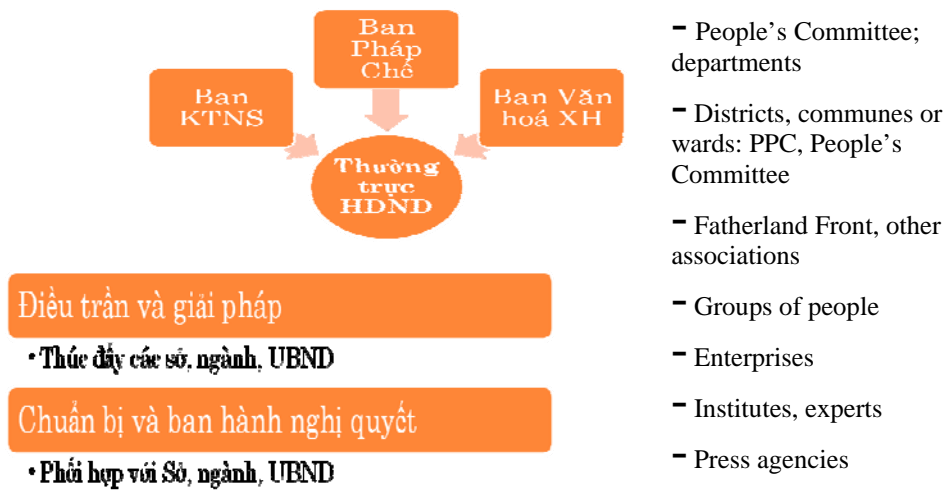 Ban
Pháp
Chế
Ban
KTNS
Ban Văn
hoá XH
Thường
trực
HDND
Điều trần và giải pháp
• Thúc đẩy các sở, ngành, UBND
Chuẩn bị và ban hành nghị quyết
• Phối hợp với Sở, ngành, UBND
- People's Committee;
departments
- Districts, communes or
wards: PPC, People's
Committee
- Fatherland Front, other
associations
- Groups of people
- Enterprises
- Institutes, experts
- Press agencies